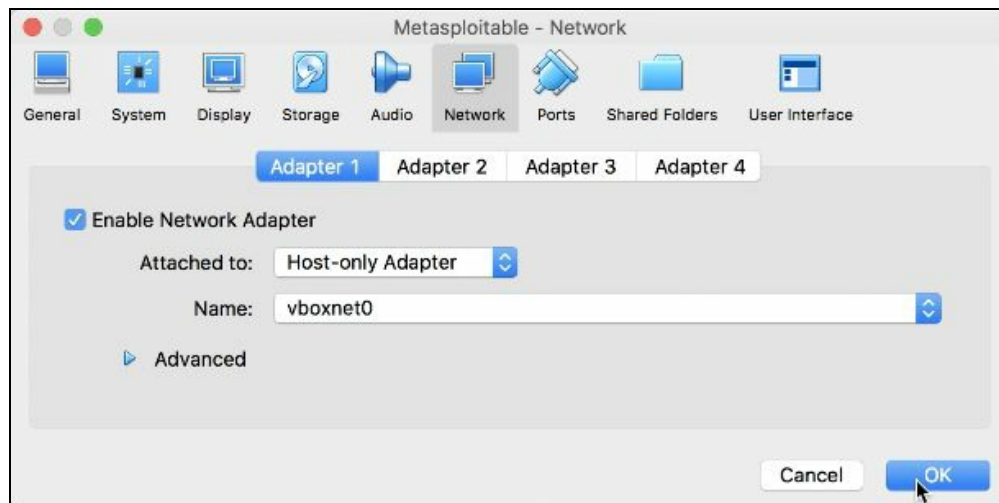 Metasploitable - Network
General System Display Storage Audio Network Ports Shared Folders User Interface
Adapter 1 Adapter 2 Adapter 3 Adapter 4
Enable Network Adapter
Attached to: Host-only Adapter
Name: vboxnet0
Advanced
Cancel OK